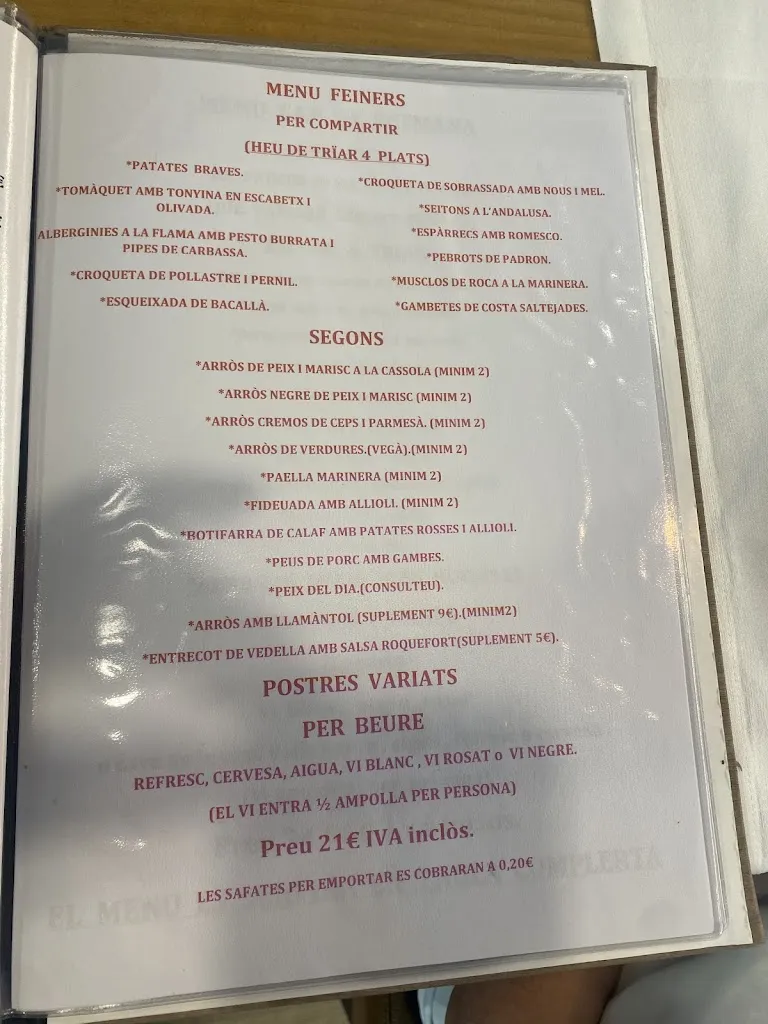 MENU FEINERS
PER COMPARTIR
(HEU DE TRÏAR 4 PLATS)
*PATATES BRAVES.
*TOMÀQUET AMB TONYINA EN ESCABETX I
OLIVADA.
ALBERGINIES A LA FLAMA AMB PESTO BURRATA I
PIPES DE CARBASSA.
*CROQUETA DE POLLASTRE I PERNIL.
*ESQUEIXADA DE BACALLÀ.
*CROQUETA DE SOBRASSADA AMB NOUS I MEL.
*SEITONS A L'ANDALUSA.
*ESPÀRRECS AMB ROMESCO.
*PEBROTS DE PADRON.
*MUSCLOS DE ROCA A LA MARINERA.
*GAMBETES DE COSTA SALTEJADES.
SEGONS
*ARRÒS DE PEIX I MARISC A LA CASSOLA (MINIM 2)
*ARRÒS NEGRE DE PEIX I MARISC (MINIM 2)
*ARRÒS CREMOS DE CEPS I PARMESÀ. (MINIM 2)
*ARRÒS DE VERDURES.(VEGÀ).(MINIM 2)
*PAELLA MARINERA (MINIM 2)
*FIDEUADA AMB ALLIOLI. (MINIM 2)
*BOTIFARRA DE CALAF AMB PATATES ROSSES I ALLIOLI.
*PEUS DE PORC AMB GAMBES.
*PEIX DEL DIA.(CONSULTEU).
*ARRÒS AMB LLAMÀNTOL (SUPLEMENT 9€).(MINIM2)
*ENTRECOT DE VEDELLA AMB SALSA ROQUEFORT(SUPLEMENT 5€).
POSTRES VARIATS
PER BEURE
REFRESC, CERVESA, AIGUA, VI BLANC , VI ROSAT o VI NEGRE.
(EL VI ENTRA ½ AMPOLLA PER PERSONA)
Preu 21€ IVA inclòs.
LES SAFATES PER EMPORTAR ES COBRARAN A 0,20€